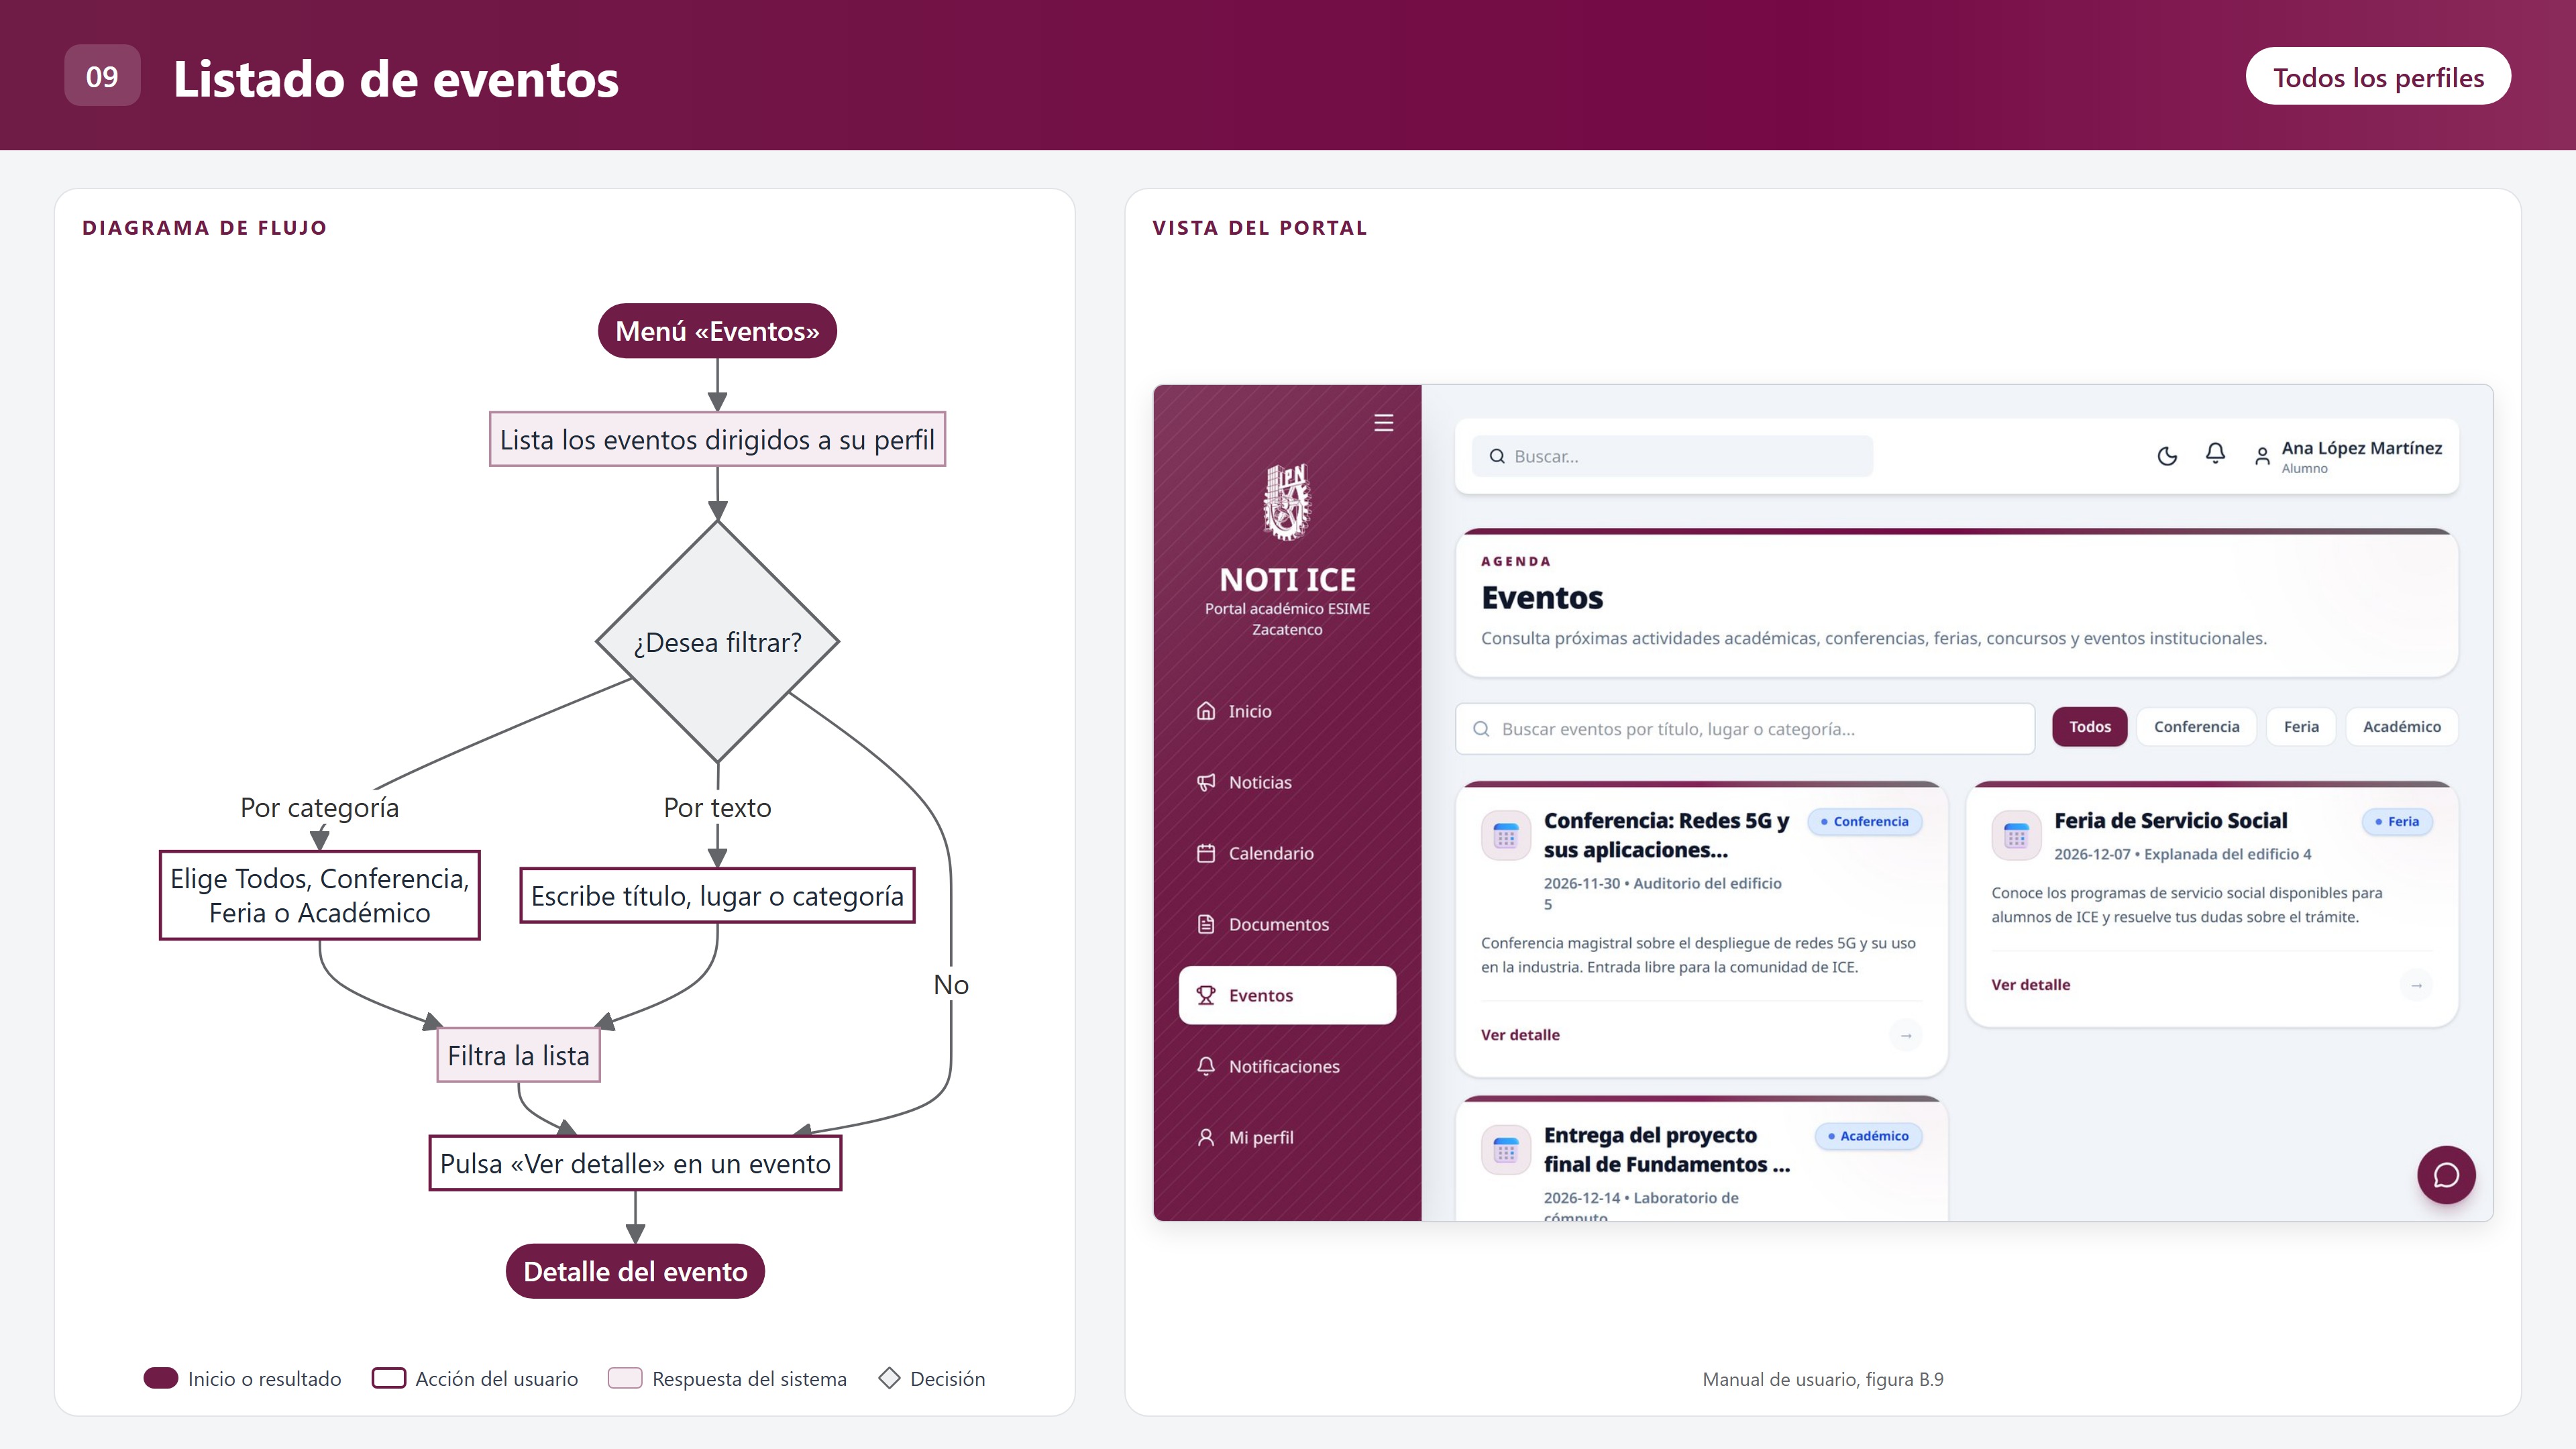 09
Listado de eventos
Todos los perfiles
DIAGRAMA DE FLUJO
Menú «Eventos»
Lista los eventos dirigidos a su perfil
¿Desea filtrar?
Por categoría
Por texto
Elige Todos, Conferencia,
Feria o Académico
Escribe título, lugar o categoría
No
Filtra la lista
Pulsa «Ver detalle» en un evento
Detalle del evento
Inicio o resultado
Acción del usuario
Respuesta del sistema
Decisión
VISTA DEL PORTAL
IPN
NOTI ICE
Portal académico ESIME
Zacatenco
Inicio
Noticias
Calendario
Documentos
Eventos
Notificaciones
Mi perfil
Buscar...
Ana López Martínez
Alumno
AGENDA
Eventos
Consulta próximas actividades académicas, conferencias, ferias, concursos y eventos institucionales.
Buscar eventos por título, lugar o categoría...
Todos
Conferencia
Feria
Académico
Conferencia: Redes 5G y
sus aplicaciones...
Conferencia
2026-11-30 • Auditorio del edificio
5
Conferencia magistral sobre el despliegue de redes 5G y su uso
en la industria. Entrada libre para la comunidad de ICE.
Ver detalle
→
Feria de Servicio Social
Feria
2026-12-07 • Explanada del edificio 4
Conoce los programas de servicio social disponibles para
alumnos de ICE y resuelve tus dudas sobre el trámite.
Ver detalle
→
Entrega del proyecto
final de Fundamentos ...
Académico
2026-12-14 • Laboratorio de
cómputo
Manual de usuario, figura B.9